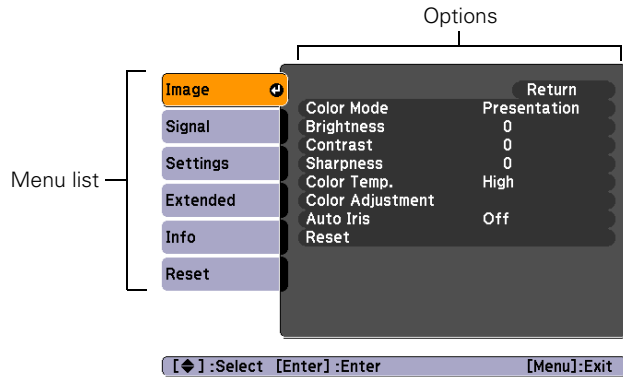 Options
Menu list
Image
Signal
Settings
Extended
Info
Reset
Return
Color Mode Presentation
Brightness 0
Contrast 0
Sharpness 0
Color Temp. High
Color Adjustment
Auto Iris Off
Reset
[◆] :Select [Enter] :Enter [Menu]:Exit